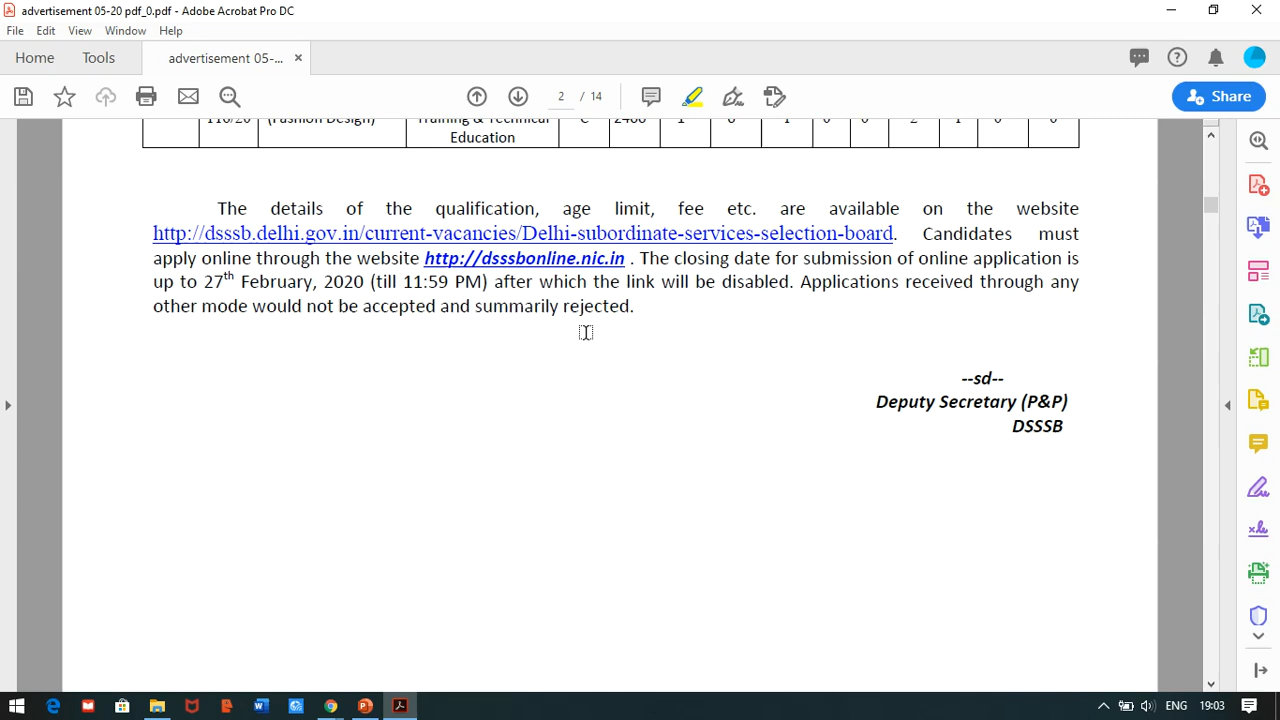 advertisement 05-20 pdf_0.pdf - Adobe Acrobat Pro DC
File Edit View Window Help
Home Tools advertisement 05-... ×
2 / 14
Share
(Fashion Design) Training & Technical
Education
The details of the qualification, age limit, fee etc. are available on the website
http://dsssb.delhi.gov.in/current-vacancies/Delhi-subordinate-services-selection-board. Candidates must
apply online through the website http://dsssbonline.nic.in . The closing date for submission of online application is
up to 27th February, 2020 (till 11:59 PM) after which the link will be disabled. Applications received through any
other mode would not be accepted and summarily rejected.
--sd--
Deputy Secretary (P&P)
DSSSB
ENG 19:03